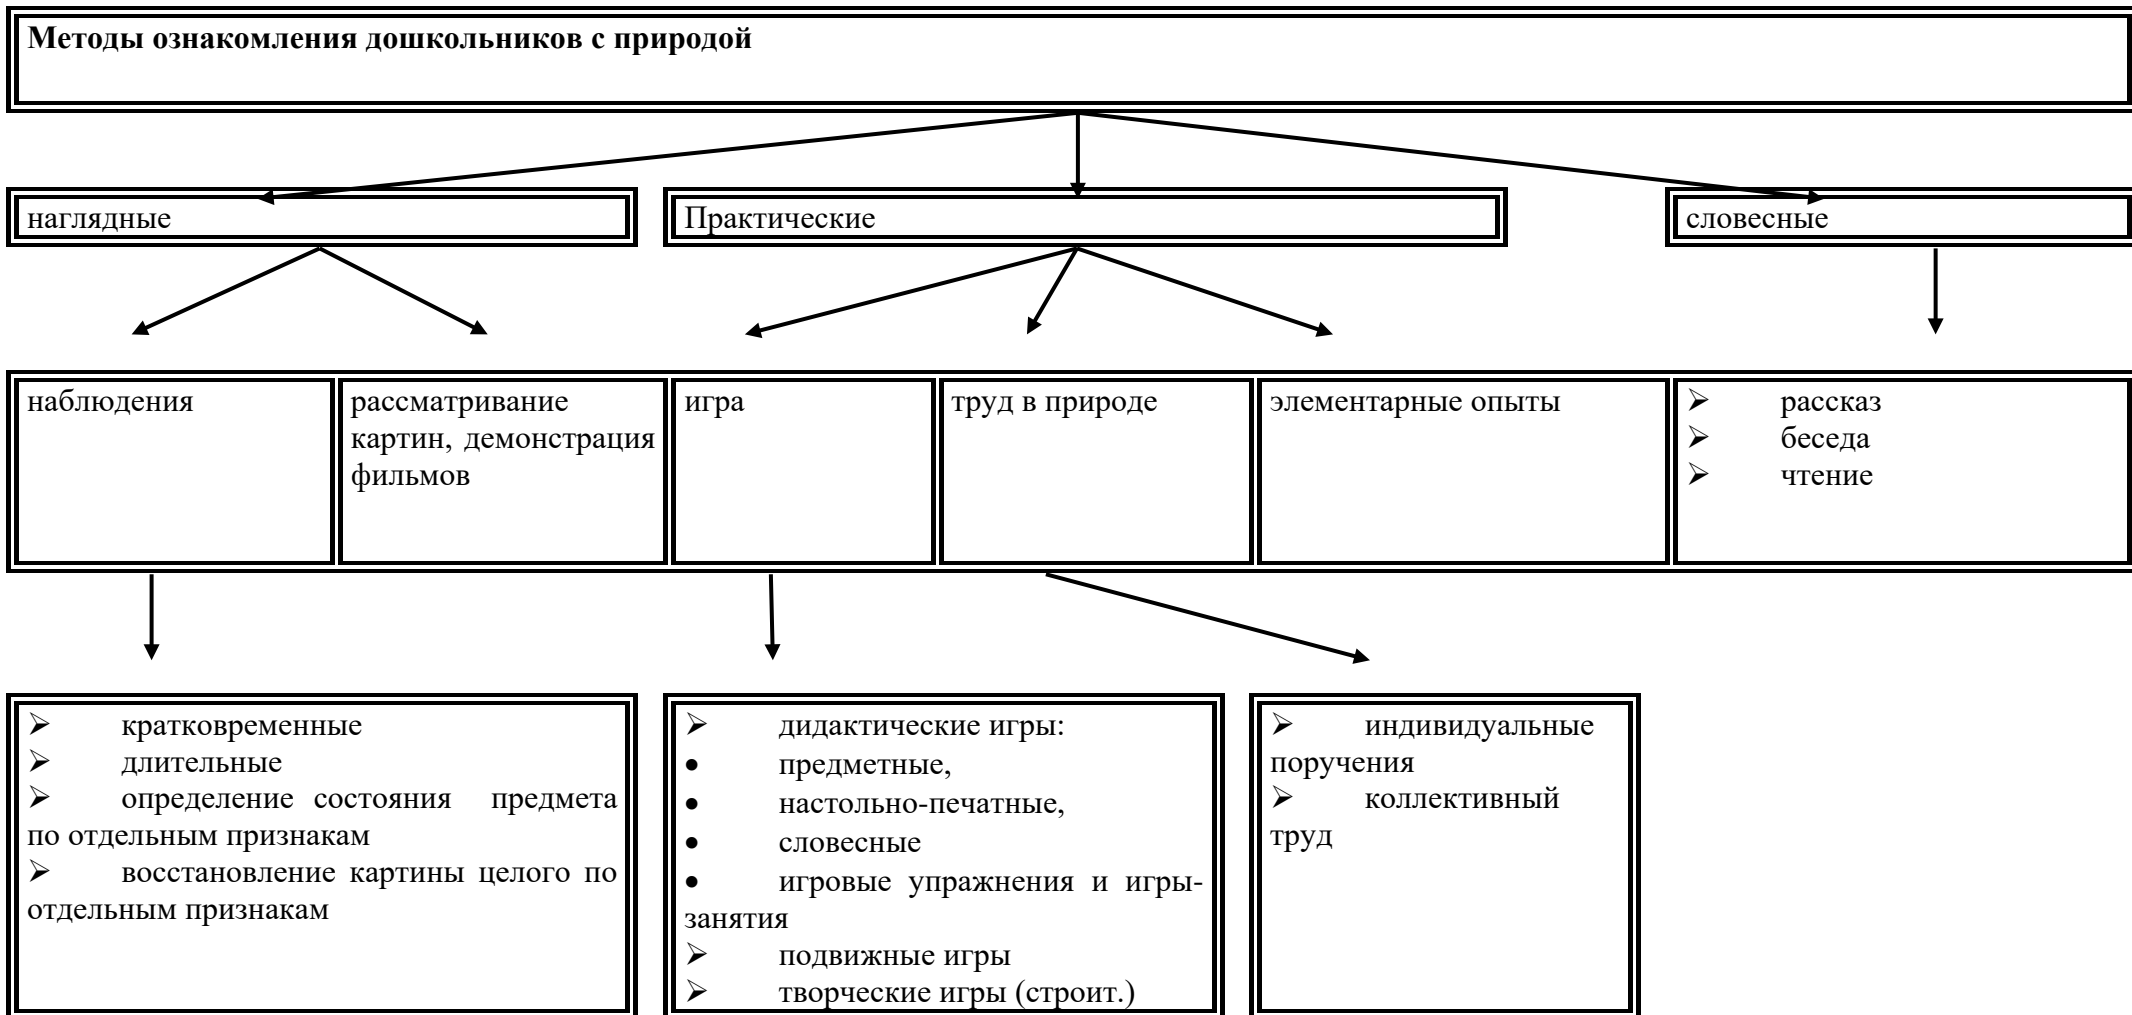 Методы ознакомления дошкольников с природой
наглядные
Практические
словесные
наблюдения
рассматривание
картин, демонстрация
фильмов
игра
труд в природе
элементарные опыты
➢ рассказ
➢ беседа
➢ чтение
➢ кратковременные
➢ длительные
➢ определение состояния предмета
по отдельным признакам
➢ восстановление картины целого по
отдельным признакам
➢ дидактические игры:
• предметные,
• настольно-печатные,
• словесные
• игровые упражнения и игры-
занятия
➢ подвижные игры
➢ творческие игры (строит.)
➢ индивидуальные
поручения
➢ коллективный
труд